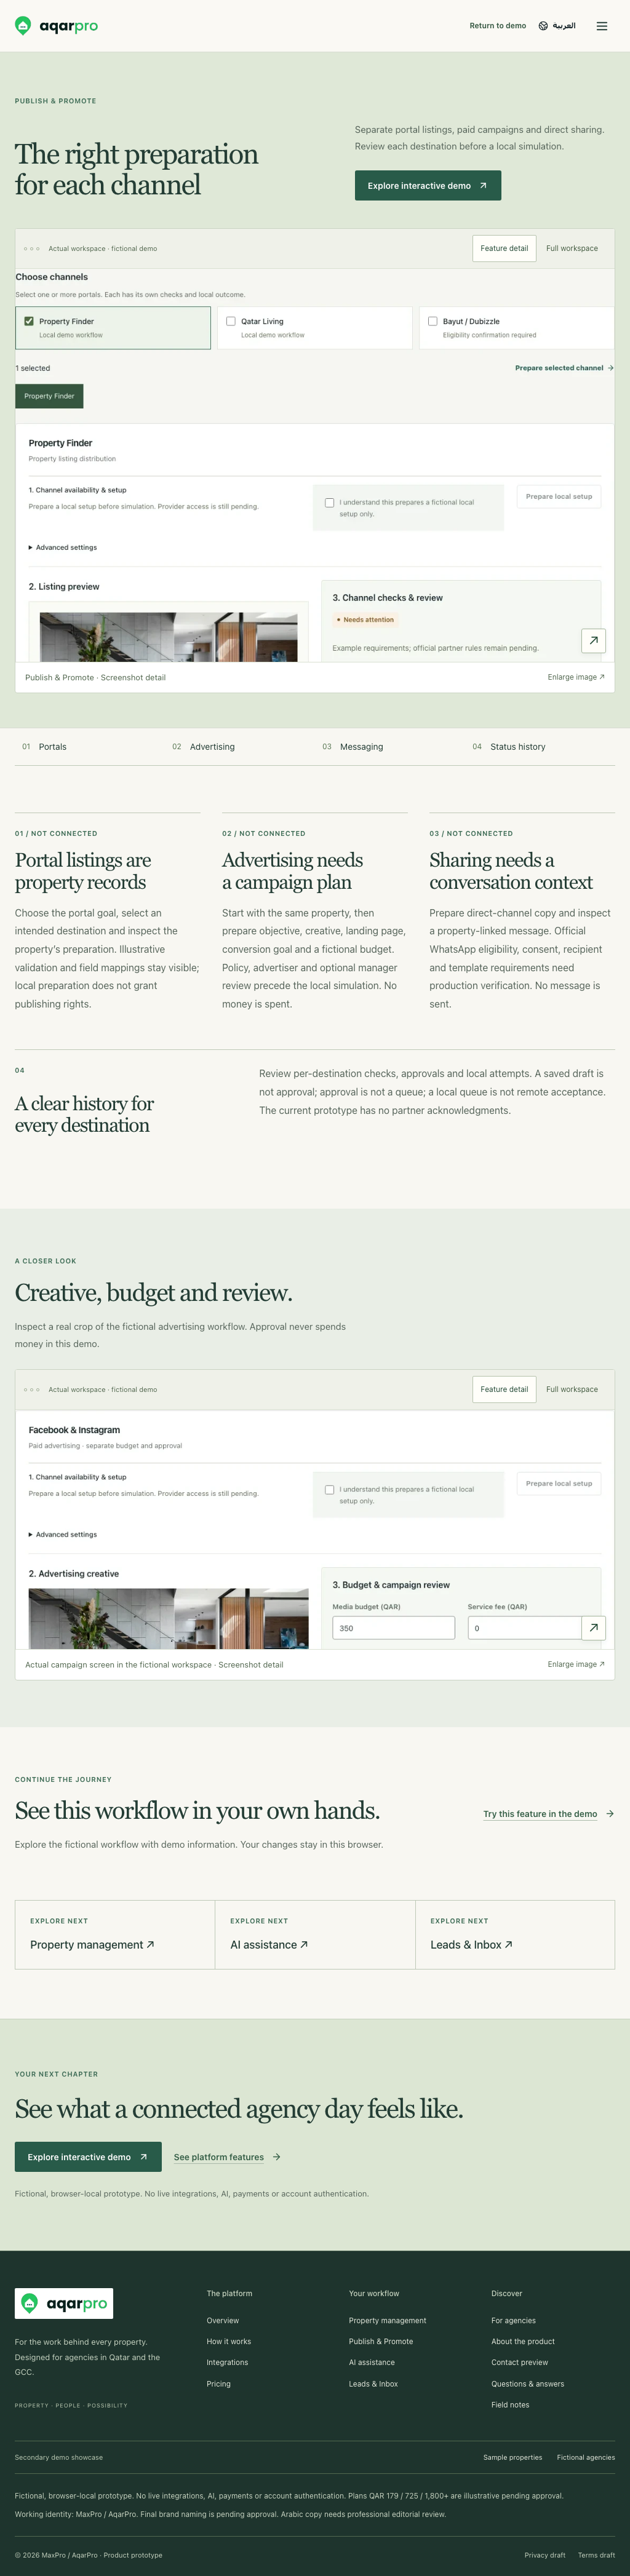 aqarpro
Return to demo
العربية
PUBLISH & PROMOTE
The right preparation
for each channel
Separate portal listings, paid campaigns and direct sharing.
Review each destination before a local simulation.
Explore interactive demo
Actual workspace · fictional demo
Feature detail
Full workspace
Choose channels
Select one or more portals. Each has its own checks and local outcome.
Property Finder
Local demo workflow
Qatar Living
Local demo workflow
Bayut / Dubizzle
Eligibility confirmation required
1 selected
Prepare selected channel →
Property Finder
Property Finder
Property listing distribution
1. Channel availability & setup
Prepare a local setup before simulation. Provider access is still pending.
I understand this prepares a fictional local
setup only.
Prepare local setup
Advanced settings
2. Listing preview
3. Channel checks & review
Needs attention
Example requirements; official partner rules remain pending.
Publish & Promote · Screenshot detail
Enlarge image ↗
01 Portals
02 Advertising
03 Messaging
04 Status history
01 / NOT CONNECTED
Portal listings are
property records
Choose the portal goal, select an
intended destination and inspect the
property's preparation. Illustrative
validation and field mappings stay visible;
local preparation does not grant
publishing rights.
02 / NOT CONNECTED
Advertising needs
a campaign plan
Start with the same property, then
prepare objective, creative, landing page,
conversion goal and a fictional budget.
Policy, advertiser and optional manager
review precede the local simulation. No
money is spent.
03 / NOT CONNECTED
Sharing needs a
conversation context
Prepare direct-channel copy and inspect
a property-linked message. Official
WhatsApp eligibility, consent, recipient
and template requirements need
production verification. No message is
sent.
04
A clear history for
every destination
Review per-destination checks, approvals and local attempts. A saved draft is
not approval; approval is not a queue; a local queue is not remote acceptance.
The current prototype has no partner acknowledgments.
A CLOSER LOOK
Creative, budget and review.
Inspect a real crop of the fictional advertising workflow. Approval never spends
money in this demo.
Actual workspace · fictional demo
Feature detail
Full workspace
Facebook & Instagram
Paid advertising · separate budget and approval
1. Channel availability & setup
Prepare a local setup before simulation. Provider access is still pending.
I understand this prepares a fictional local
setup only.
Prepare local setup
Advanced settings
2. Advertising creative
3. Budget & campaign review
Media budget (QAR)
350
Service fee (QAR)
0
Actual campaign screen in the fictional workspace · Screenshot detail
Enlarge image ↗
CONTINUE THE JOURNEY
See this workflow in your own hands.
Try this feature in the demo →
Explore the fictional workflow with demo information. Your changes stay in this browser.
EXPLORE NEXT
Property management ↗
EXPLORE NEXT
AI assistance ↗
EXPLORE NEXT
Leads & Inbox ↗
YOUR NEXT CHAPTER
See what a connected agency day feels like.
Explore interactive demo
See platform features →
Fictional, browser-local prototype. No live integrations, AI, payments or account authentication.
aqarpro
For the work behind every property.
Designed for agencies in Qatar and the
GCC.
PROPERTY · PEOPLE · POSSIBILITY
The platform
Overview
How it works
Integrations
Pricing
Your workflow
Property management
Publish & Promote
AI assistance
Leads & Inbox
Discover
For agencies
About the product
Contact preview
Questions & answers
Field notes
Secondary demo showcase
Sample properties
Fictional agencies
Fictional, browser-local prototype. No live integrations, AI, payments or account authentication. Plans QAR 179 / 725 / 1,800+ are illustrative pending approval.
Working identity: MaxPro / AqarPro. Final brand naming is pending approval. Arabic copy needs professional editorial review.
© 2026 MaxPro / AqarPro · Product prototype
Privacy draft
Terms draft